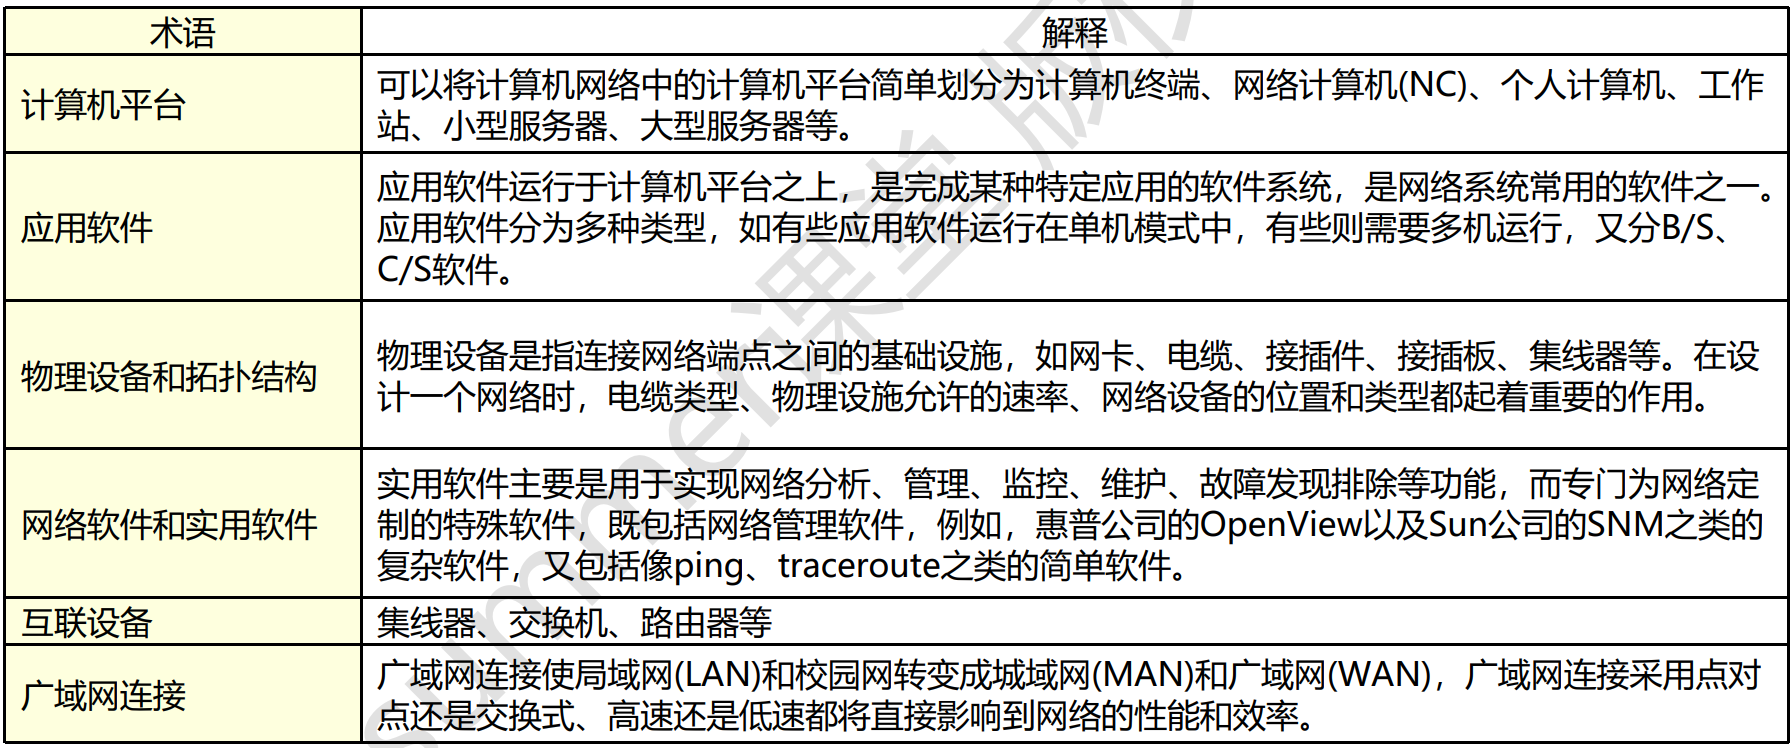 术语
解释
计算机平台
可以将计算机网络中的计算机平台简单划分为计算机终端、网络计算机(NC)、个人计算机、工作
站、小型服务器、大型服务器等。
应用软件
应用软件运行于计算机平台之上，是完成某种特定应用的软件系统，是网络系统常用的软件之一。
应用软件分为多种类型，如有些应用软件运行在单机模式中，有些则需要多机运行，又分B/S、
C/S软件。
物理设备和拓扑结构
物理设备是指连接网络端点之间的基础设施，如网卡、电缆、接插件、接插板、集线器等。在设
计一个网络时，电缆类型、物理设施允许的速率、网络设备的位置和类型都起着重要的作用。
网络软件和实用软件
实用软件主要是用于实现网络分析、管理、监控、维护、故障发现排除等功能，而专门为网络定
制的特殊软件，既包括网络管理软件，例如，惠普公司的OpenView以及Sun公司的SNM之类的
复杂软件，又包括像ping、traceroute之类的简单软件。
互联设备
集线器、交换机、路由器等
广域网连接
广域网连接使局域网(LAN)和校园网转变成城域网(MAN)和广域网(WAN)，广域网连接采用点对
点还是交换式、高速还是低速都将直接影响到网络的性能和效率。
summer课堂 版权